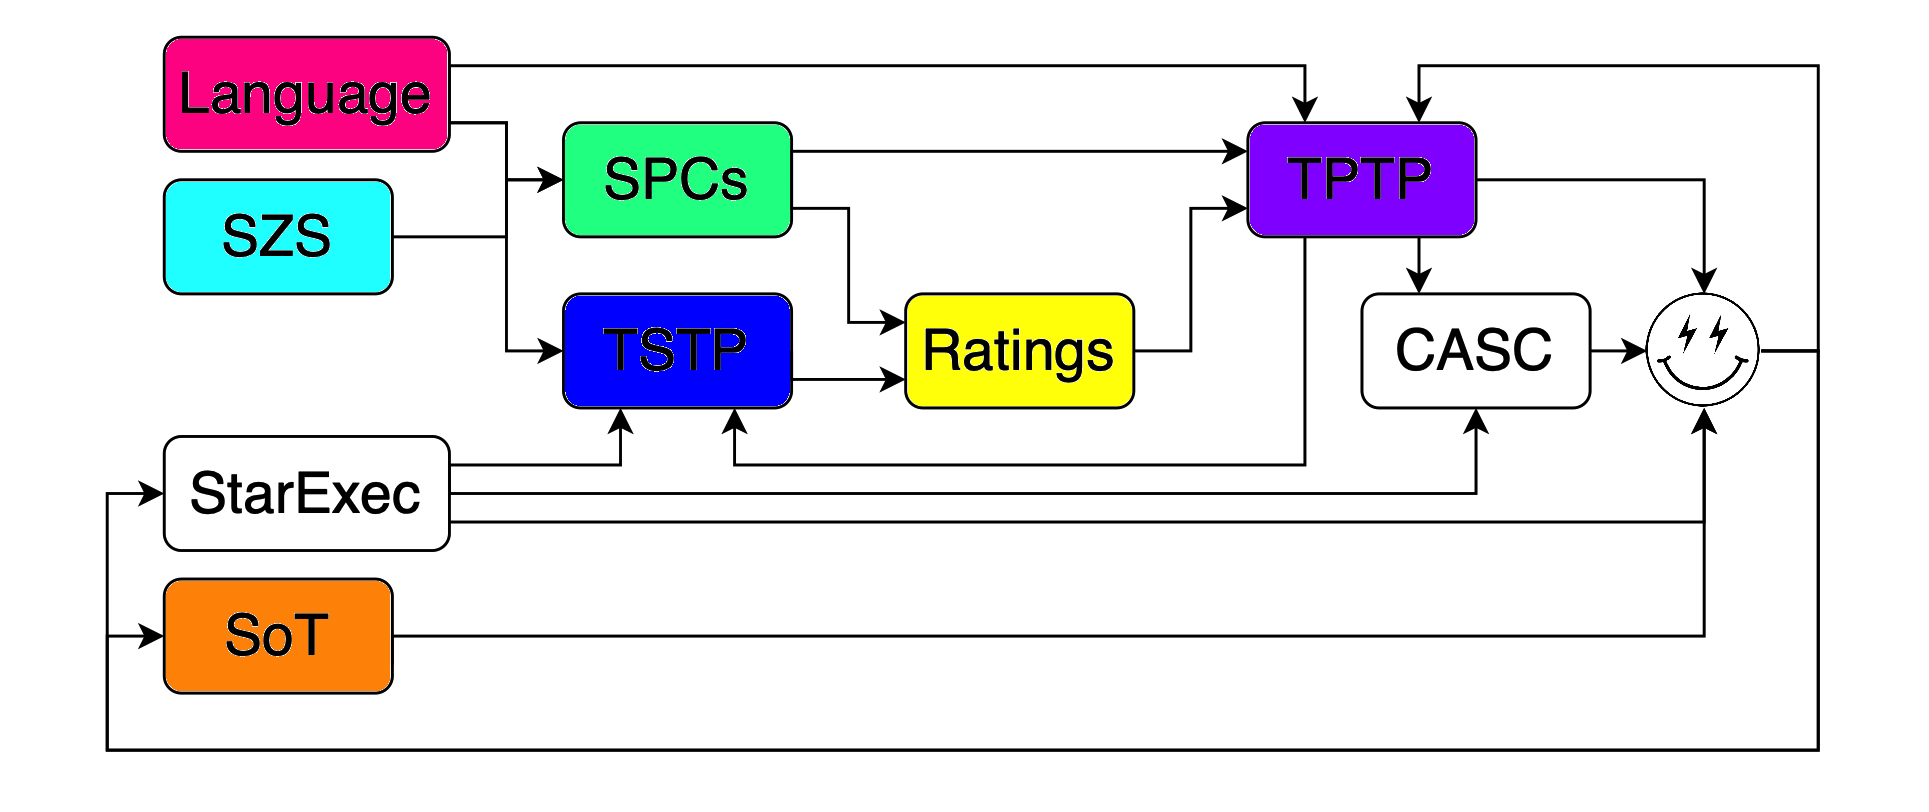 Language
SPCs
TPTP
SZS
TSTP
Ratings
CASC
StarExec
SoT